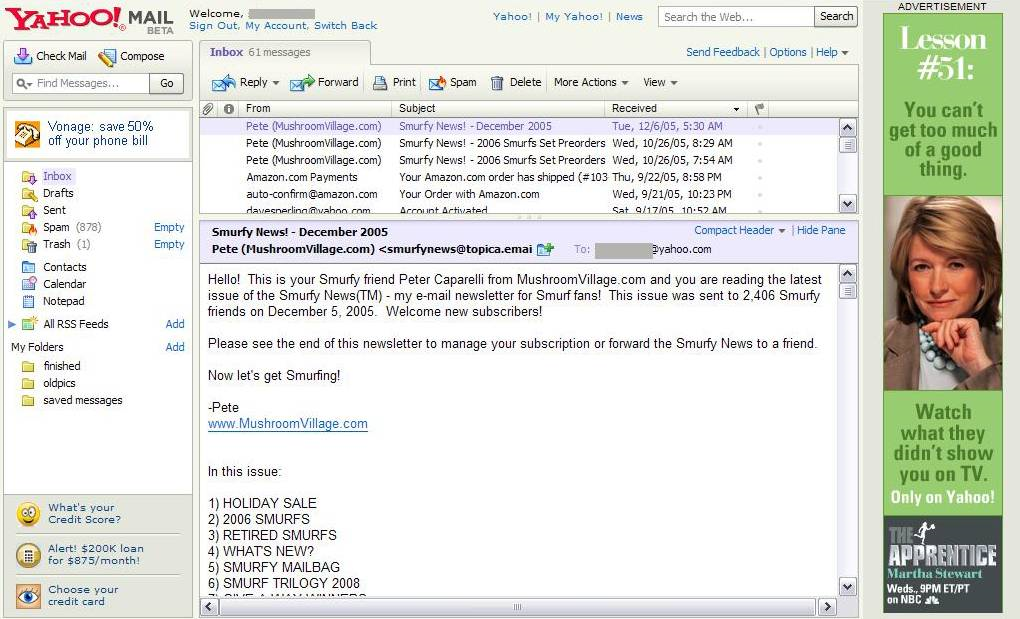 YAHOO! MAIL
BETA
Welcome,
Sign Out, My Account, Switch Back
Yahoo! | My Yahoo! | News
Search the Web...
Search
Check Mail
Compose
Find Messages...
Go
Vonage: save 50%
off your phone bill
Inbox
Drafts
Sent
Spam (878) Empty
Trash (1) Empty
Contacts
Calendar
Notepad
All RSS Feeds Add
My Folders Add
finished
oldpics
saved messages
What's your
Credit Score?
Alert! $200K loan
for $875/month!
Choose your
credit card
Inbox 61 messages
Send Feedback | Options | Help
Reply Forward Print Spam Delete More Actions View
From Subject Received
Pete (MushroomVillage.com) Smurfy News! - December 2005 Tue, 12/6/05, 5:30 AM
Pete (MushroomVillage.com) Smurfy News! - 2006 Smurfs Set Preorders Wed, 10/26/05, 8:29 AM
Pete (MushroomVillage.com) Smurfy News! - 2006 Smurfs Set Preorders Wed, 10/26/05, 7:54 AM
Amazon.com Payments Your Amazon.com order has shipped (#103 Thu, 9/22/05, 8:58 PM
auto-confirm@amazon.com Your Order with Amazon.com Wed, 9/21/05, 10:23 PM
davesperling@yahoo.com Account Activated Sat, 9/17/05, 10:52 AM
Smurfy News! - December 2005
Compact Header | Hide Pane
Pete (MushroomVillage.com) <smurfynews@topica.emai
To: @yahoo.com
Hello! This is your Smurfy friend Peter Caparelli from MushroomVillage.com and you are reading the latest
issue of the Smurfy News(TM) - my e-mail newsletter for Smurf fans! This issue was sent to 2,406 Smurfy
friends on December 5, 2005. Welcome new subscribers!
Please see the end of this newsletter to manage your subscription or forward the Smurfy News to a friend.
Now let's get Smurfing!
-Pete
www.MushroomVillage.com
In this issue:
1) HOLIDAY SALE
2) 2006 SMURFS
3) RETIRED SMURFS
4) WHAT'S NEW?
5) SMURFY MAILBAG
6) SMURF TRILOGY 2008
7) GIVE-A-WAY WINNERS
ADVERTISEMENT
Lesson
#51:
You can't
get too much
of a good
thing.
Watch
what they
didn't show
you on TV.
Only on Yahoo!
THE
APPRENTICE
Martha Stewart
Weds., 9PM ET/PT
on NBC